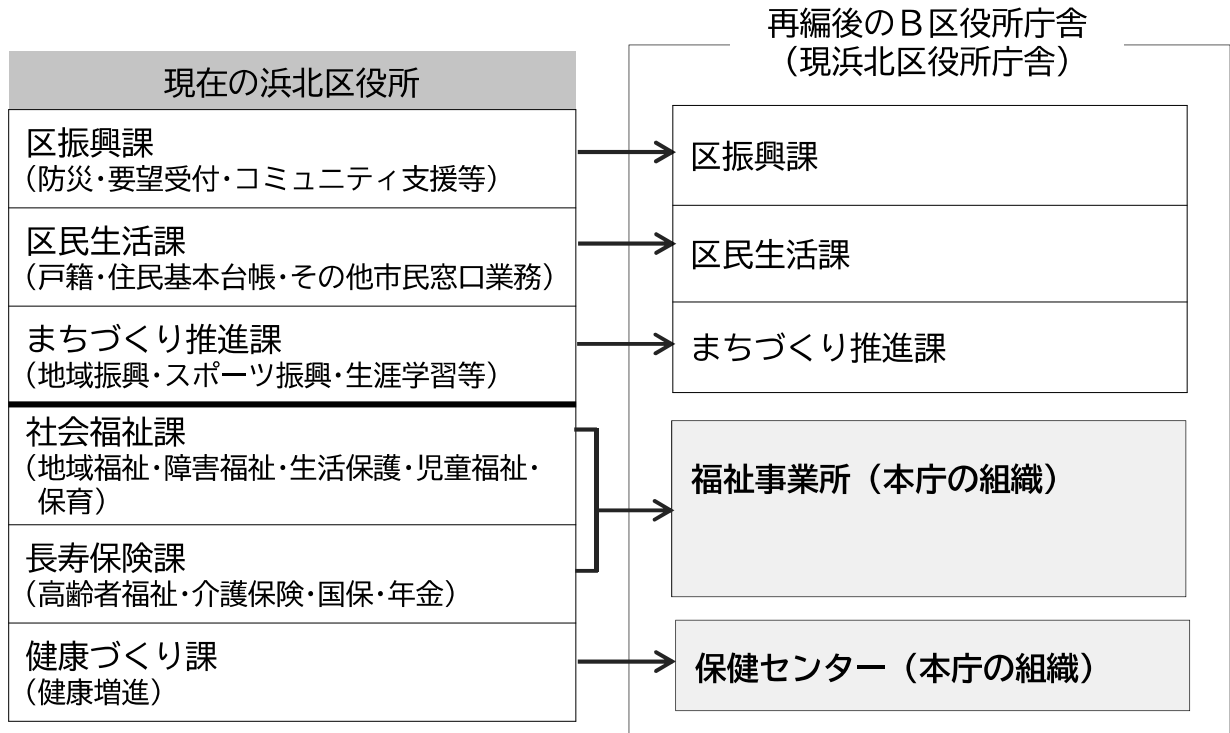 現在の浜北区役所
区振興課
（防災・要望受付・コミュニティ支援等）
区民生活課
（戸籍・住民基本台帳・その他市民窓口業務）
まちづくり推進課
（地域振興・スポーツ振興・生涯学習等）
社会福祉課
（地域福祉・障害福祉・生活保護・児童福祉・
保育）
長寿保険課
（高齢者福祉・介護保険・国保・年金）
健康づくり課
（健康増進）
再編後のＢ区役所庁舎
（現浜北区役所庁舎）
区振興課
区民生活課
まちづくり推進課
福祉事業所（本庁の組織）
保健センター（本庁の組織）